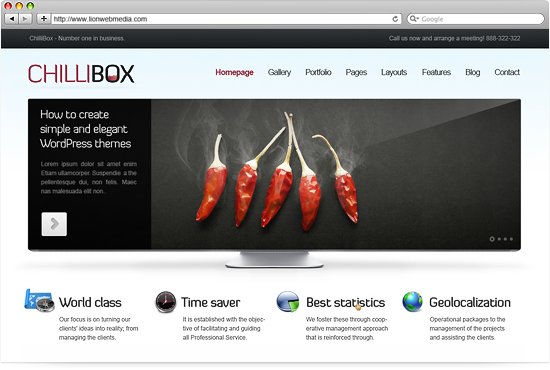 http://www.lionwebmedia.com
Google
ChilliBox - Number one in business.
Call us now and arrange a meeting! 888-322-322
CHILLIBOX
Homepage Gallery Portfolio Pages Layouts Features Blog Contact
How to create
simple and elegant
WordPress themes
Lorem ipsum dolor sit amet enim
Etiam ullamcorper. Suspendie a the
pellentesque dui, non felis. Maec
nas malesuada elit non..
World class
Our focus is on turning our
clients' ideas into reality; from
managing the clients.
Time saver
It is established with the objec-
tive of facilitating and guiding
all Professional Service.
Best statistics
We foster these through coop-
erative management approach
that is reinforced through.
Geolocalization
Operational packages to the
management of the projects
and assisting the clients.